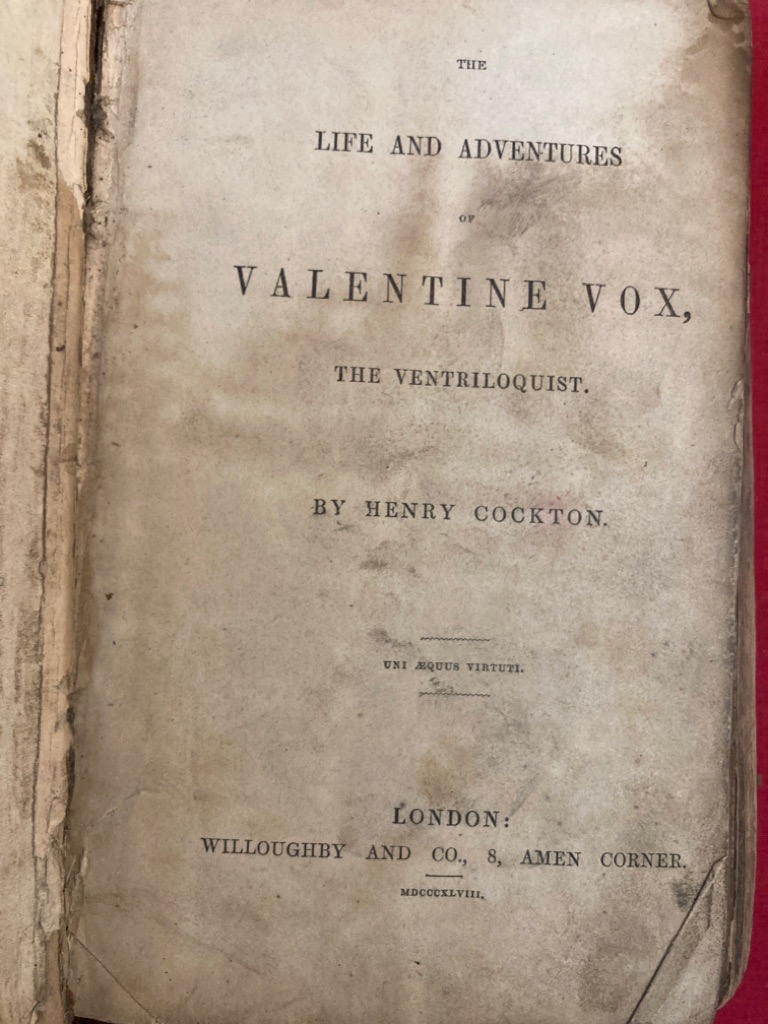 THE
LIFE AND ADVENTURES
OF
VALENTINE VOX,
THE VENTRILOQUIST.
BY HENRY COCKTON.
UNI ÆQUUS VIRTUTI.
LONDON:
WILLOUGHBY AND CO., 8, AMEN CORNER.
MDCCCXLVIII.